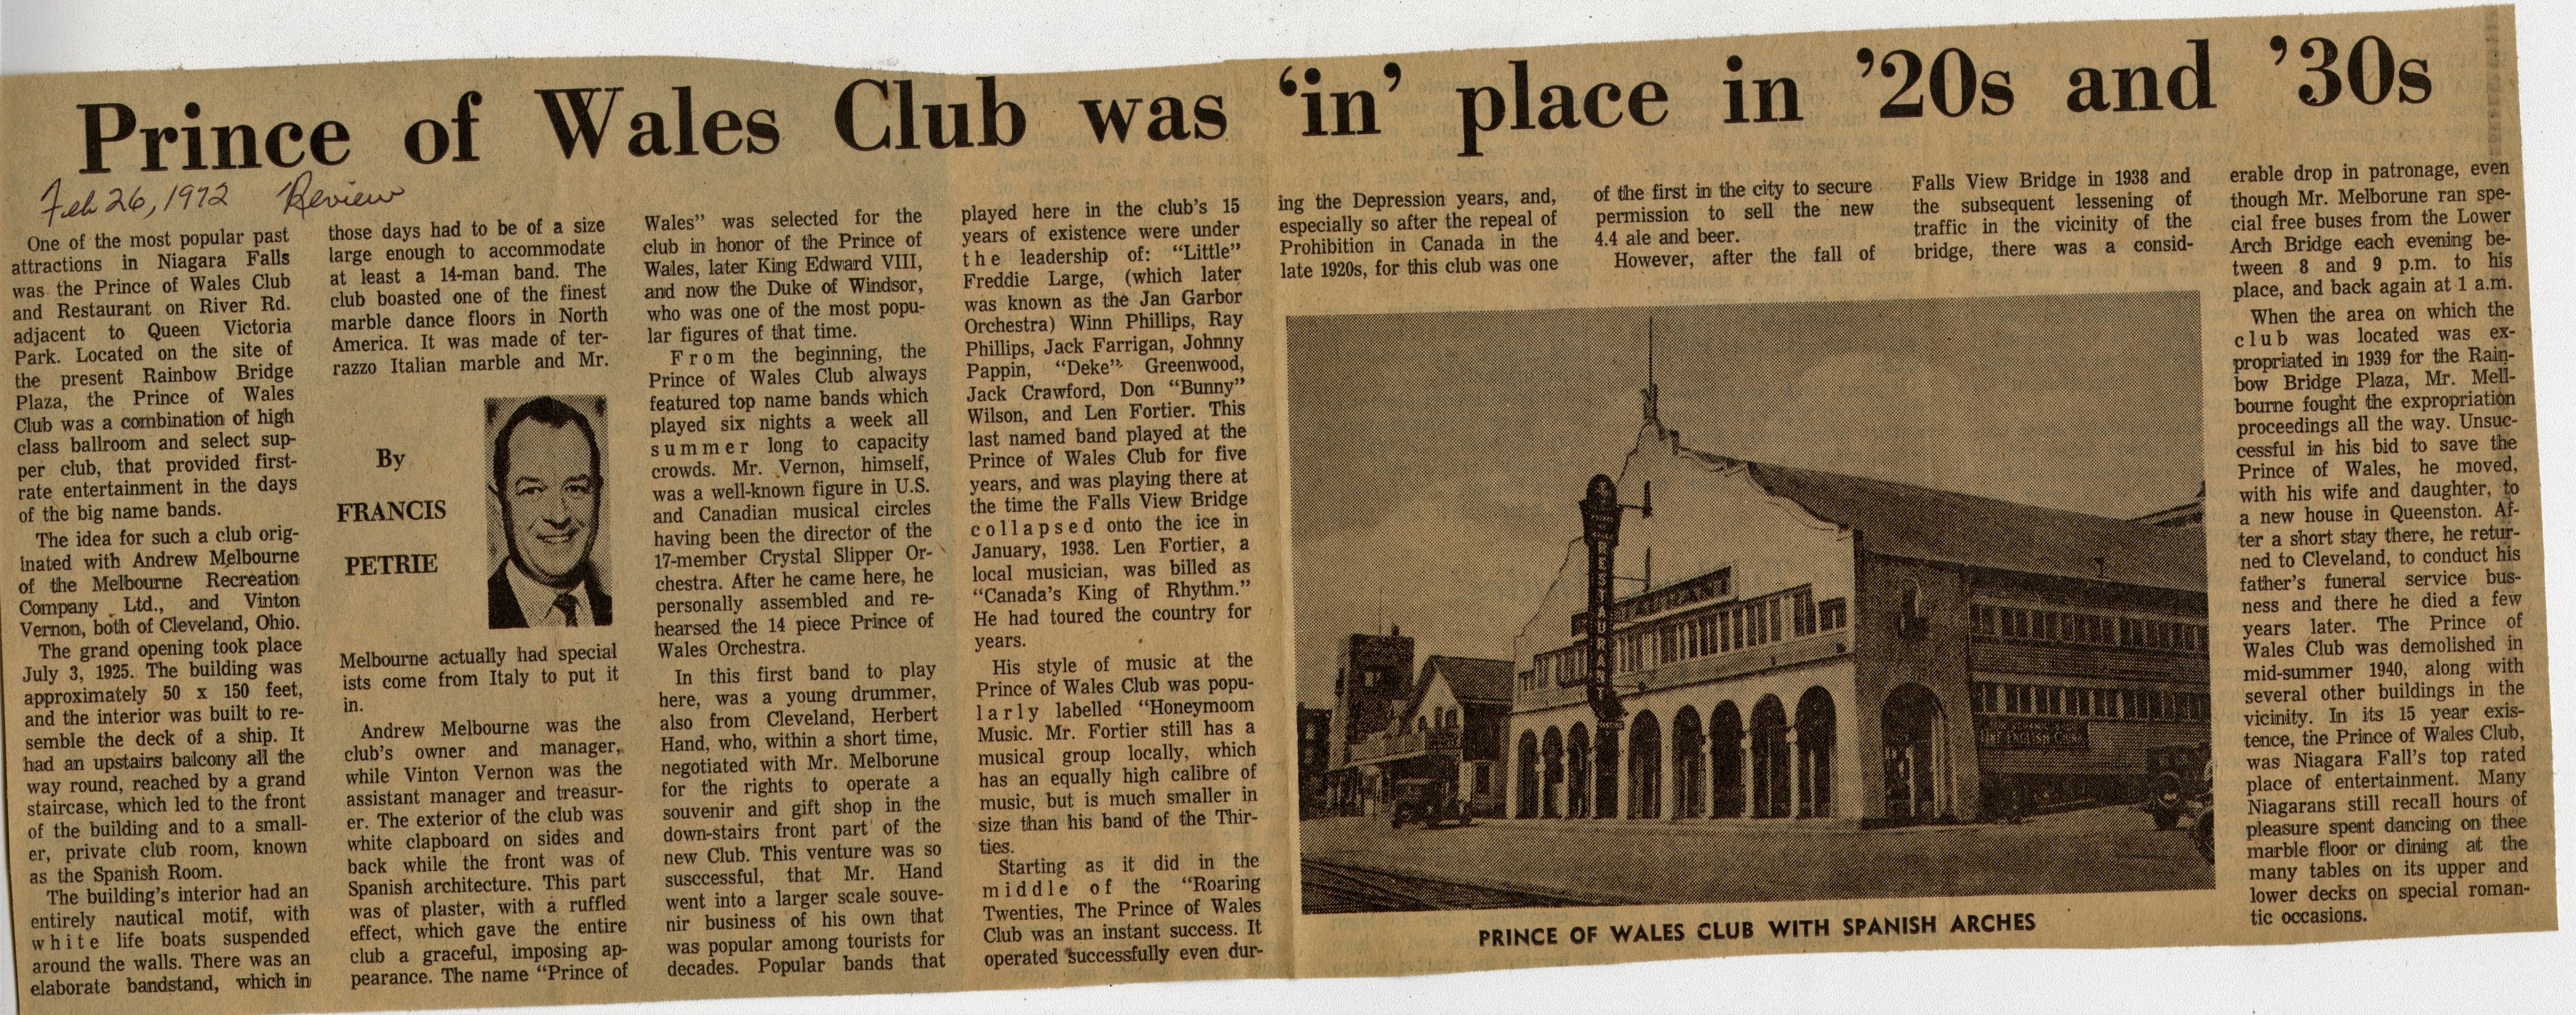 Prince of Wales Club was ‘in’ place in ’20s and ’30s
Feb 26, 1972 Review
One of the most popular past
attractions in Niagara Falls
was the Prince of Wales Club
and Restaurant on River Rd.
adjacent to Queen Victoria
Park. Located on the site of
the present Rainbow Bridge
Plaza, the Prince of Wales
Club was a combination of high
class ballroom and select sup-
per club, that provided first-
rate entertainment in the days
of the big name bands.
The idea for such a club orig-
inated with Andrew Melbourne
of the Melbourne Recreation
Company Ltd., and Vinton
Vernon, both of Cleveland, Ohio.
The grand opening took place
July 3, 1925. The building was
approximately 50 x 150 feet,
and the interior was built to re-
semble the deck of a ship. It
had an upstairs balcony all the
way round, reached by a grand
staircase, which led to the front
of the building and to a small-
er, private club room, known
as the Spanish Room.
The building's interior had an
entirely nautical motif, with
white life boats suspended
around the walls. There was an
elaborate bandstand, which in
those days had to be of a size
large enough to accommodate
at least a 14-man band. The
club boasted one of the finest
marble dance floors in North
America. It was made of ter-
razzo Italian marble and Mr.
By
FRANCIS
PETRIE
Melbourne actually had special
ists come from Italy to put it
in.
Andrew Melbourne was the
club's owner and manager,
while Vinton Vernon was the
assistant manager and treasur-
er. The exterior of the club was
white clapboard on sides and
back while the front was of
Spanish architecture. This part
was of plaster, with a ruffled
effect, which gave the entire
club a graceful, imposing ap-
pearance. The name “Prince of
Wales” was selected for the
club in honor of the Prince of
Wales, later King Edward VIII,
and now the Duke of Windsor,
who was one of the most popu-
lar figures of that time.
From the beginning, the
Prince of Wales Club always
featured top name bands which
played six nights a week all
summer long to capacity
crowds. Mr. Vernon, himself,
was a well-known figure in U.S.
and Canadian musical circles
having been the director of the
17-member Crystal Slipper Or-
chestra. After he came here, he
personally assembled and re-
hearsed the 14 piece Prince of
Wales Orchestra.
In this first band to play
here, was a young drummer,
also from Cleveland, Herbert
Hand, who, within a short time,
negotiated with Mr. Melborune
for the rights to operate a
souvenir and gift shop in the
down-stairs front part of the
new Club. This venture was so
susccessful, that Mr. Hand
went into a larger scale souve-
nir business of his own that
was popular among tourists for
decades. Popular bands that
played here in the club's 15
years of existence were under
the leadership of: “Little”
Freddie Large, (which later
was known as the Jan Garbor
Orchestra) Winn Phillips, Ray
Phillips, Jack Farrigan, Johnny
Pappin, “Deke” Greenwood,
Jack Crawford, Don “Bunny”
Wilson, and Len Fortier. This
last named band played at the
Prince of Wales Club for five
years, and was playing there at
the time the Falls View Bridge
collapsed onto the ice in
January, 1938. Len Fortier, a
local musician, was billed as
“Canada's King of Rhythm.”
He had toured the country for
years.
His style of music at the
Prince of Wales Club was popu-
larly labelled “Honeymoom
Music. Mr. Fortier still has a
musical group locally, which
has an equally high calibre of
music, but is much smaller in
size than his band of the Thir-
ties.
Starting as it did in the
middle of the “Roaring
Twenties, The Prince of Wales
Club was an instant success. It
operated successfully even dur-
ing the Depression years, and,
especially so after the repeal of
Prohibition in Canada in the
late 1920s, for this club was one
of the first in the city to secure
permission to sell the new
4.4 ale and beer.
However, after the fall of
Falls View Bridge in 1938 and
the subsequent lessening of
traffic in the vicinity of the
bridge, there was a consid-
erable drop in patronage, even
though Mr. Melborune ran spe-
cial free buses from the Lower
Arch Bridge each evening be-
tween 8 and 9 p.m. to his
place, and back again at 1 a.m.
When the area on which the
club was located was ex-
propriated in 1939 for the Rain-
bow Bridge Plaza, Mr. Mell-
bourne fought the expropriation
proceedings all the way. Unsuc-
cessful in his bid to save the
Prince of Wales, he moved,
with his wife and daughter, to
a new house in Queenston. Af-
ter a short stay there, he retur-
ned to Cleveland, to conduct his
father's funeral service bus-
ness and there he died a few
years later. The Prince of
Wales Club was demolished in
mid-summer 1940, along with
several other buildings in the
vicinity. In its 15 year exis-
tence, the Prince of Wales Club,
was Niagara Fall's top rated
place of entertainment. Many
Niagarans still recall hours of
pleasure spent dancing on thee
marble floor or dining at the
many tables on its upper and
lower decks on special roman-
tic occasions.
RESTAURANT
PRINCE OF WALES CLUB WITH SPANISH ARCHES